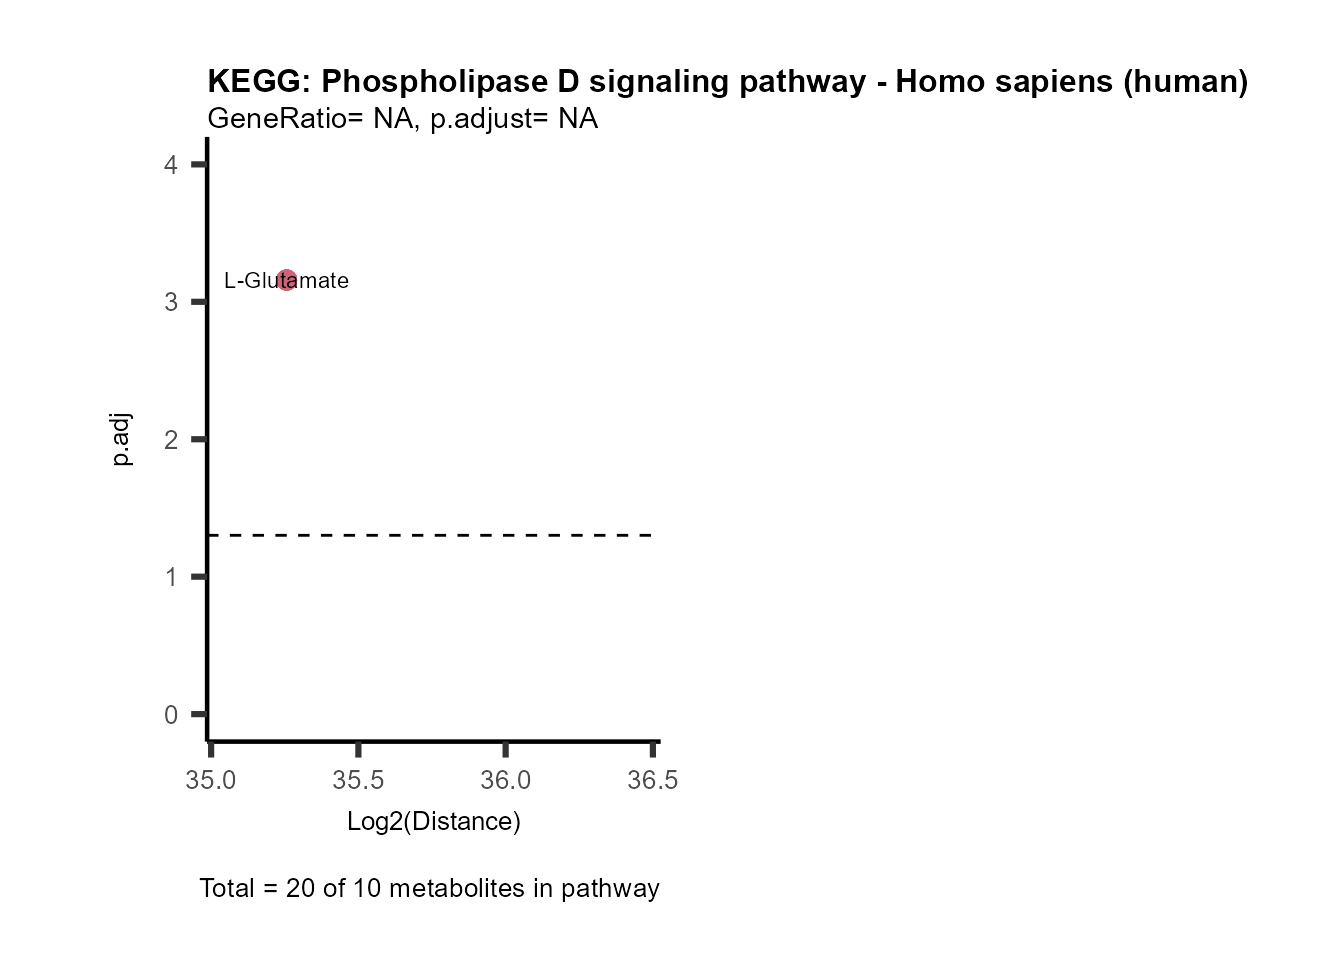 KEGG: Phospholipase D signaling pathway - Homo sapiens (human)
GeneRatio= NA, p.adjust= NA
4
L-Glutamate
3
p.adj
2
1
0
35.0 35.5 36.0 36.5
Log2(Distance)
Total = 20 of 10 metabolites in pathway